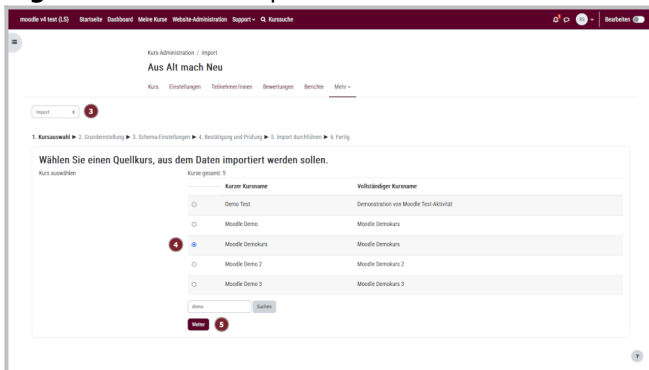 moodle v4 test (LS) Startseite Dashboard Meine Kurse Website-Administration Support Kurssuche Bearbeiten
Kurs-Administration / Import
Aus Alt mach Neu
Kurs Einstellungen Teilnehmer/innen Bewertungen Berichte Mehr
Import 3
1. Kursauswahl ► 2. Grundeinstellung ► 3. Schema-Einstellungen ► 4. Bestätigung und Prüfung ► 5. Import durchführen ► 6. Fertig
Wählen Sie einen Quellkurs, aus dem Daten importiert werden sollen.
Kurs auswählen Kurse gesamt: 5
Kurzer Kursname Vollständiger Kursname
Demo Test Demonstration von Moodle Test-Aktivität
Moodle Demo Moodle Demokurs
4 Moodle Demokurs Moodle Demokurs
Moodle Demo 2 Moodle Demokurs 2
Moodle Demo 3 Moodle Demokurs 3
demo Suchen
Weiter 5
?